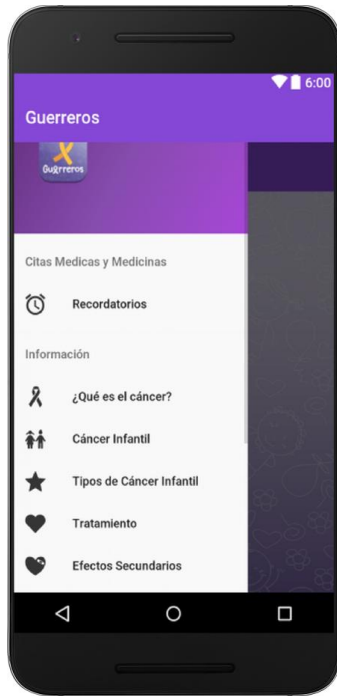 6:00
Guerreros
Guerreros
Citas Medicas y Medicinas
Recordatorios
Información
¿Qué es el cáncer?
Cáncer Infantil
Tipos de Cáncer Infantil
Tratamiento
Efectos Secundarios